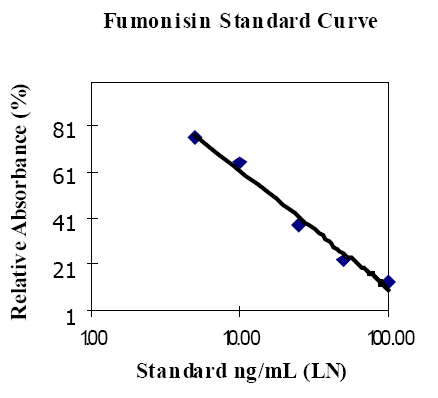 Fumonisin Standard Curve
Relative Absorbance (%)
81
61
41
21
1
1.00
10.00
100.00
Standard ng/mL (LN)